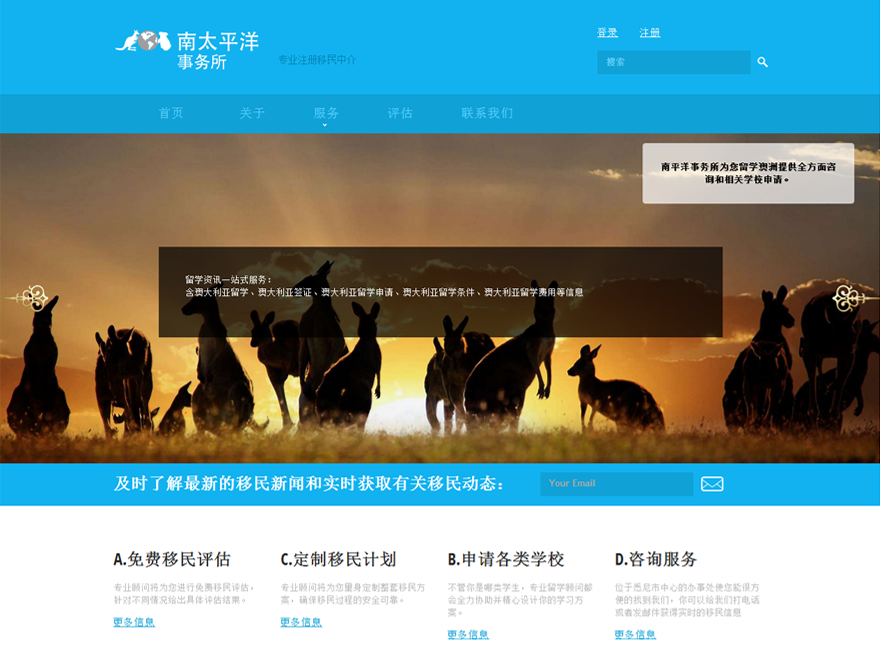 登录 注册
南太平洋
事务所
专业注册移民中介
搜索
首页 关于 服务 评估 联系我们
南平洋事务所为您留学澳洲提供全方面咨
询和相关学校申请。
留学资讯一站式服务：
含澳大利亚留学、澳大利亚签证、澳大利亚留学申请、澳大利亚留学条件、澳大利亚留学费用等信息
及时了解最新的移民新闻和实时获取有关移民动态：
Your Email
A.免费移民评估
专业顾问将为您进行免费移民评估，
针对不同情况给出具体评估结果。
更多信息
C.定制移民计划
专业顾问将为您量身定制整套移民方
案，确保移民过程的安全可靠。
更多信息
B.申请各类学校
不管你是哪类学生，专业留学顾问都
会全力协助并精心设计你的学习方
案。
更多信息
D.咨询服务
位于悉尼市中心的办事处使您能很方
便的找到我们，你可以给我们打电话
或者发邮件获得实时的移民信息
更多信息